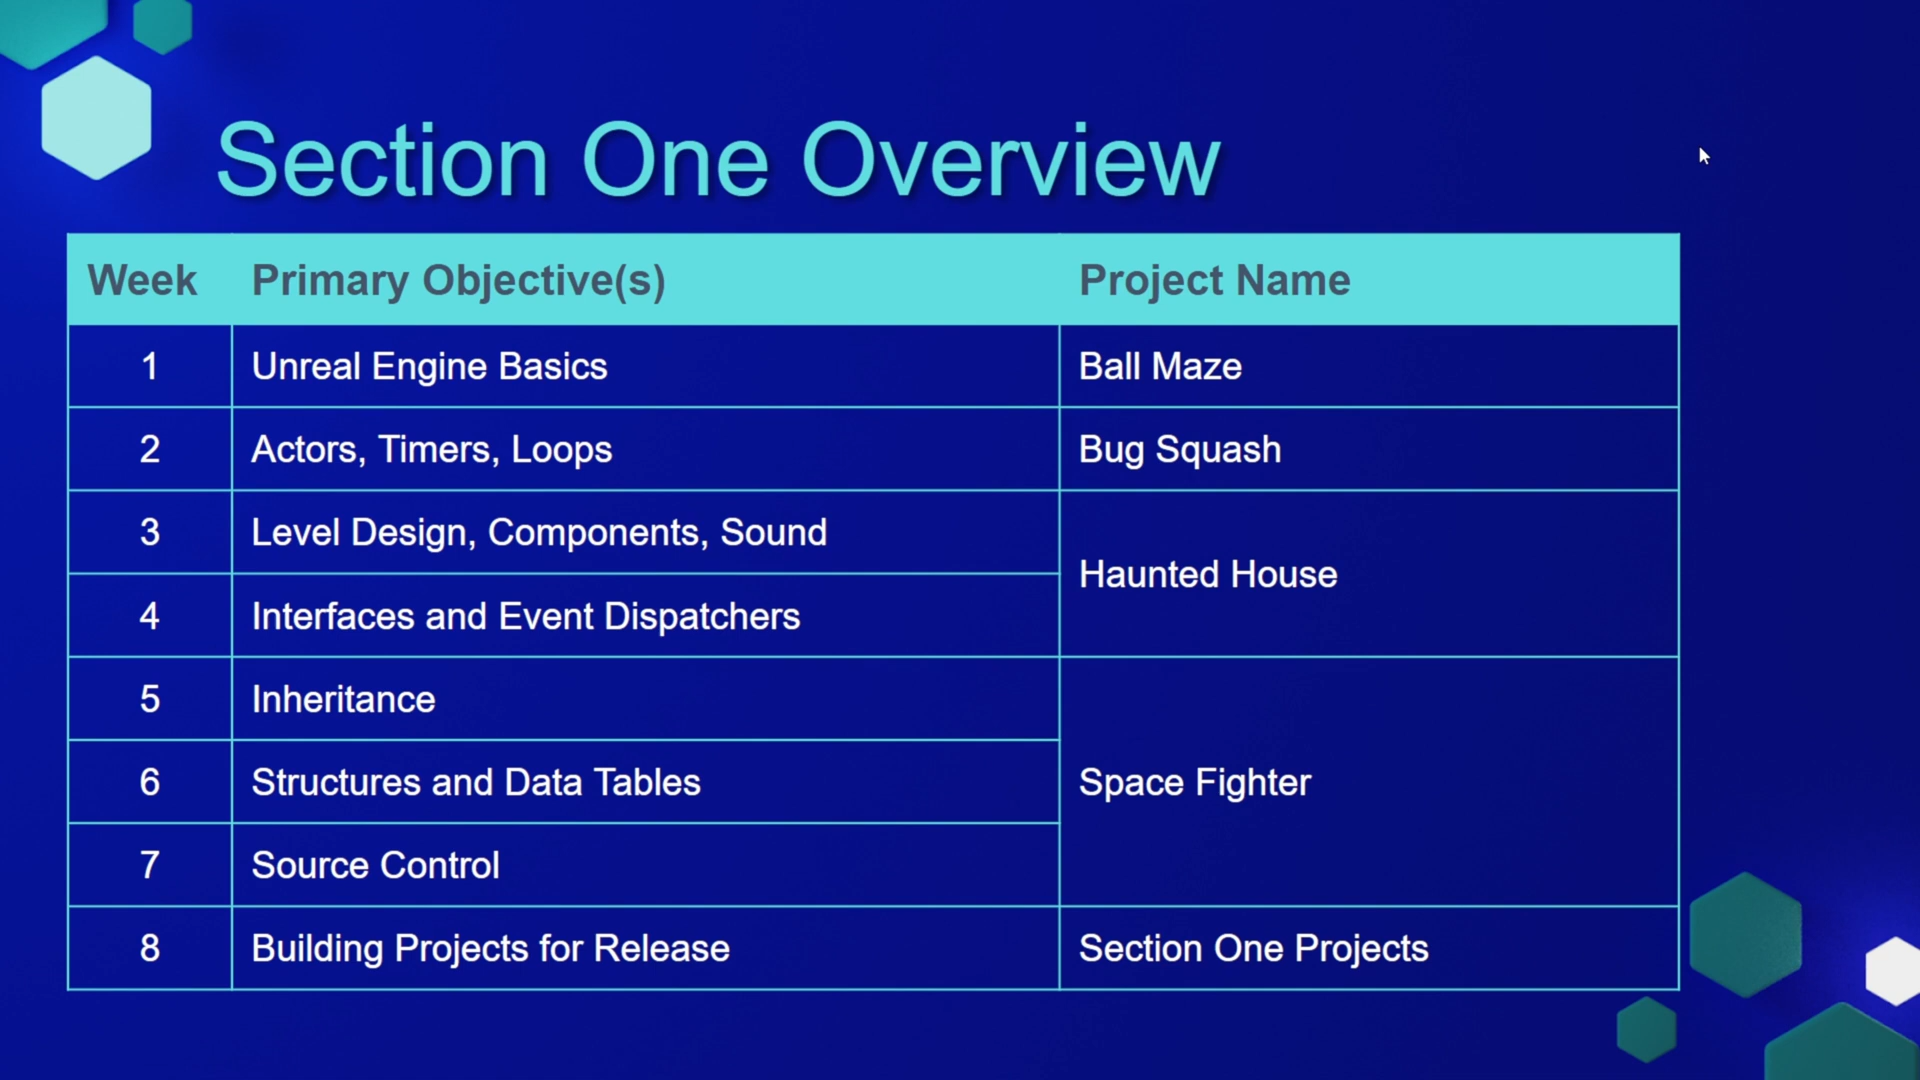 Section One Overview
Week Primary Objective(s) Project Name
1 Unreal Engine Basics Ball Maze
2 Actors, Timers, Loops Bug Squash
3 Level Design, Components, Sound
Haunted House
4 Interfaces and Event Dispatchers
5 Inheritance
6 Structures and Data Tables Space Fighter
7 Source Control
8 Building Projects for Release Section One Projects